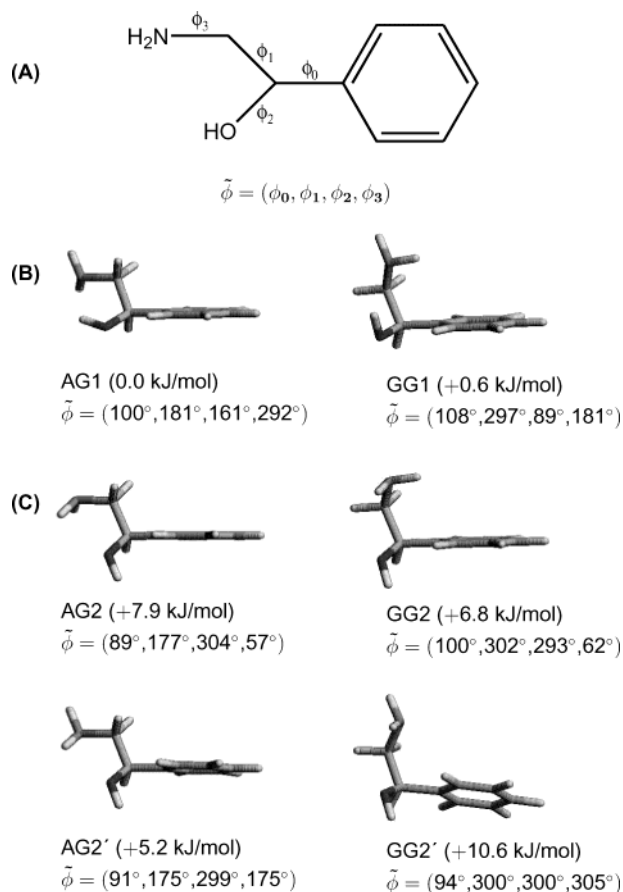 (A)
H₂N ϕ₃ ϕ₁ ϕ₀
HO ϕ₂
ϕ̃ = (ϕ₀, ϕ₁, ϕ₂, ϕ₃)
(B)
AG1 (0.0 kJ/mol)
ϕ̃ = (100°,181°,161°,292°)
GG1 (+0.6 kJ/mol)
ϕ̃ = (108°,297°,89°,181°)
(C)
AG2 (+7.9 kJ/mol)
ϕ̃ = (89°,177°,304°,57°)
GG2 (+6.8 kJ/mol)
ϕ̃ = (100°,302°,293°,62°)
AG2´ (+5.2 kJ/mol)
ϕ̃ = (91°,175°,299°,175°)
GG2´ (+10.6 kJ/mol)
ϕ̃ = (94°,300°,300°,305°)